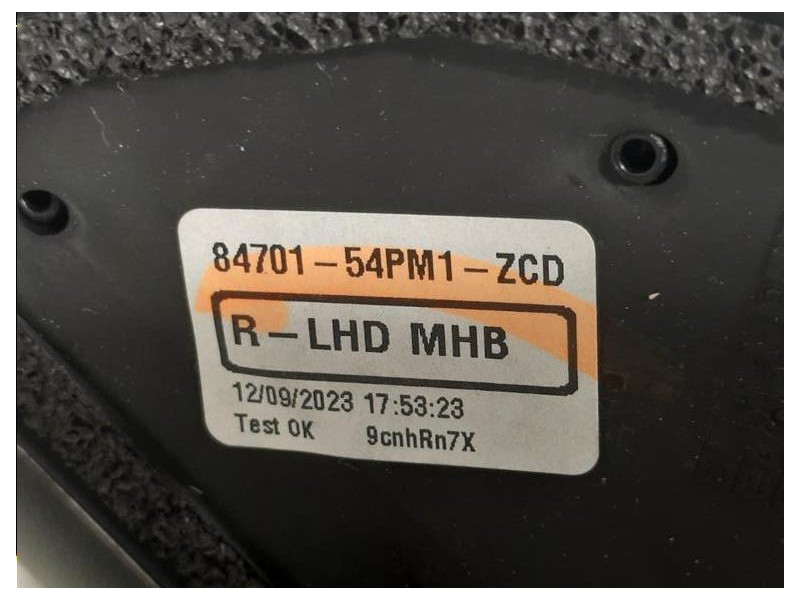 84701-54PM1-ZCD
R-LHD MHB
12/09/2023 17:53:23
Test OK 9cnhRn7X